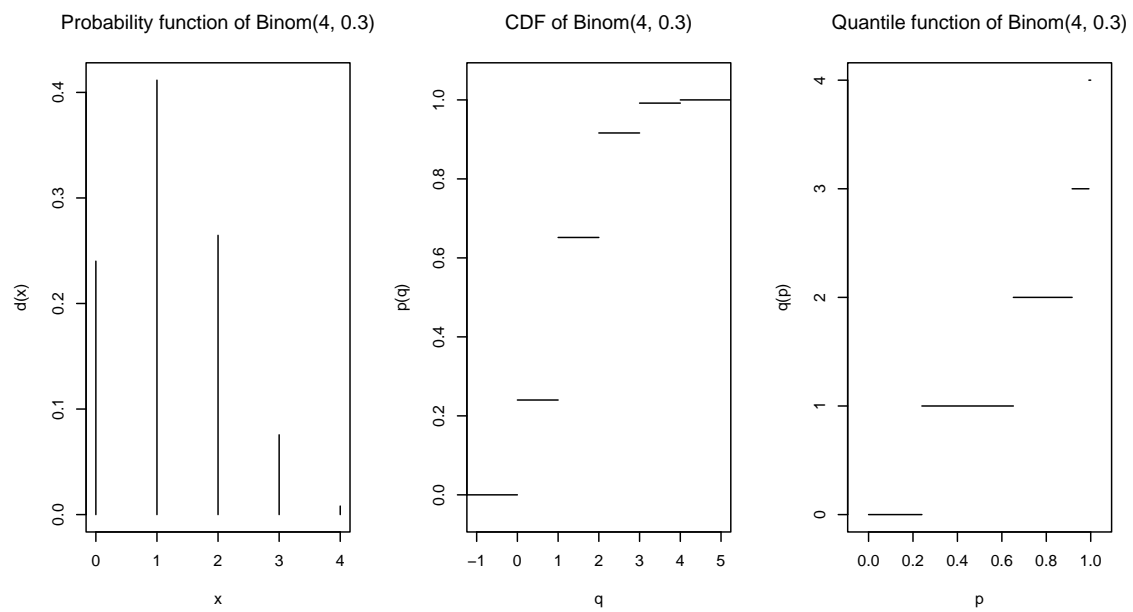 Probability function of Binom(4, 0.3)
d(x)
0.4
0.3
0.2
0.1
0.0
0 1 2 3 4
x
CDF of Binom(4, 0.3)
p(q)
1.0
0.8
0.6
0.4
0.2
0.0
−1 0 1 2 3 4 5
q
Quantile function of Binom(4, 0.3)
q(p)
4
3
2
1
0
0.0 0.2 0.4 0.6 0.8 1.0
p